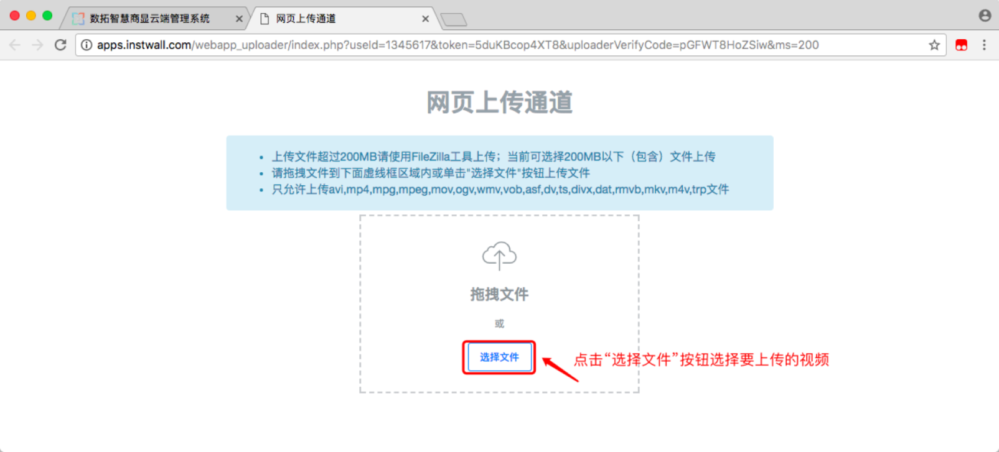 数拓智慧商显云端管理系统
网页上传通道
apps.instwall.com/webapp_uploader/index.php?useId=1345617&token=5duKBcop4XT8&uploaderVerifyCode=pGFWT8HoZSiw&ms=200
网页上传通道
上传文件超过200MB请使用FileZilla工具上传；当前可选择200MB以下（包含）文件上传
请拖拽文件到下面虚线框区域内或单击"选择文件"按钮上传文件
只允许上传avi,mp4,mpg,mpeg,mov,ogv,wmv,vob,asf,dv,ts,divx,dat,rmvb,mkv,m4v,trp文件
拖拽文件
或
选择文件
点击“选择文件”按钮选择要上传的视频